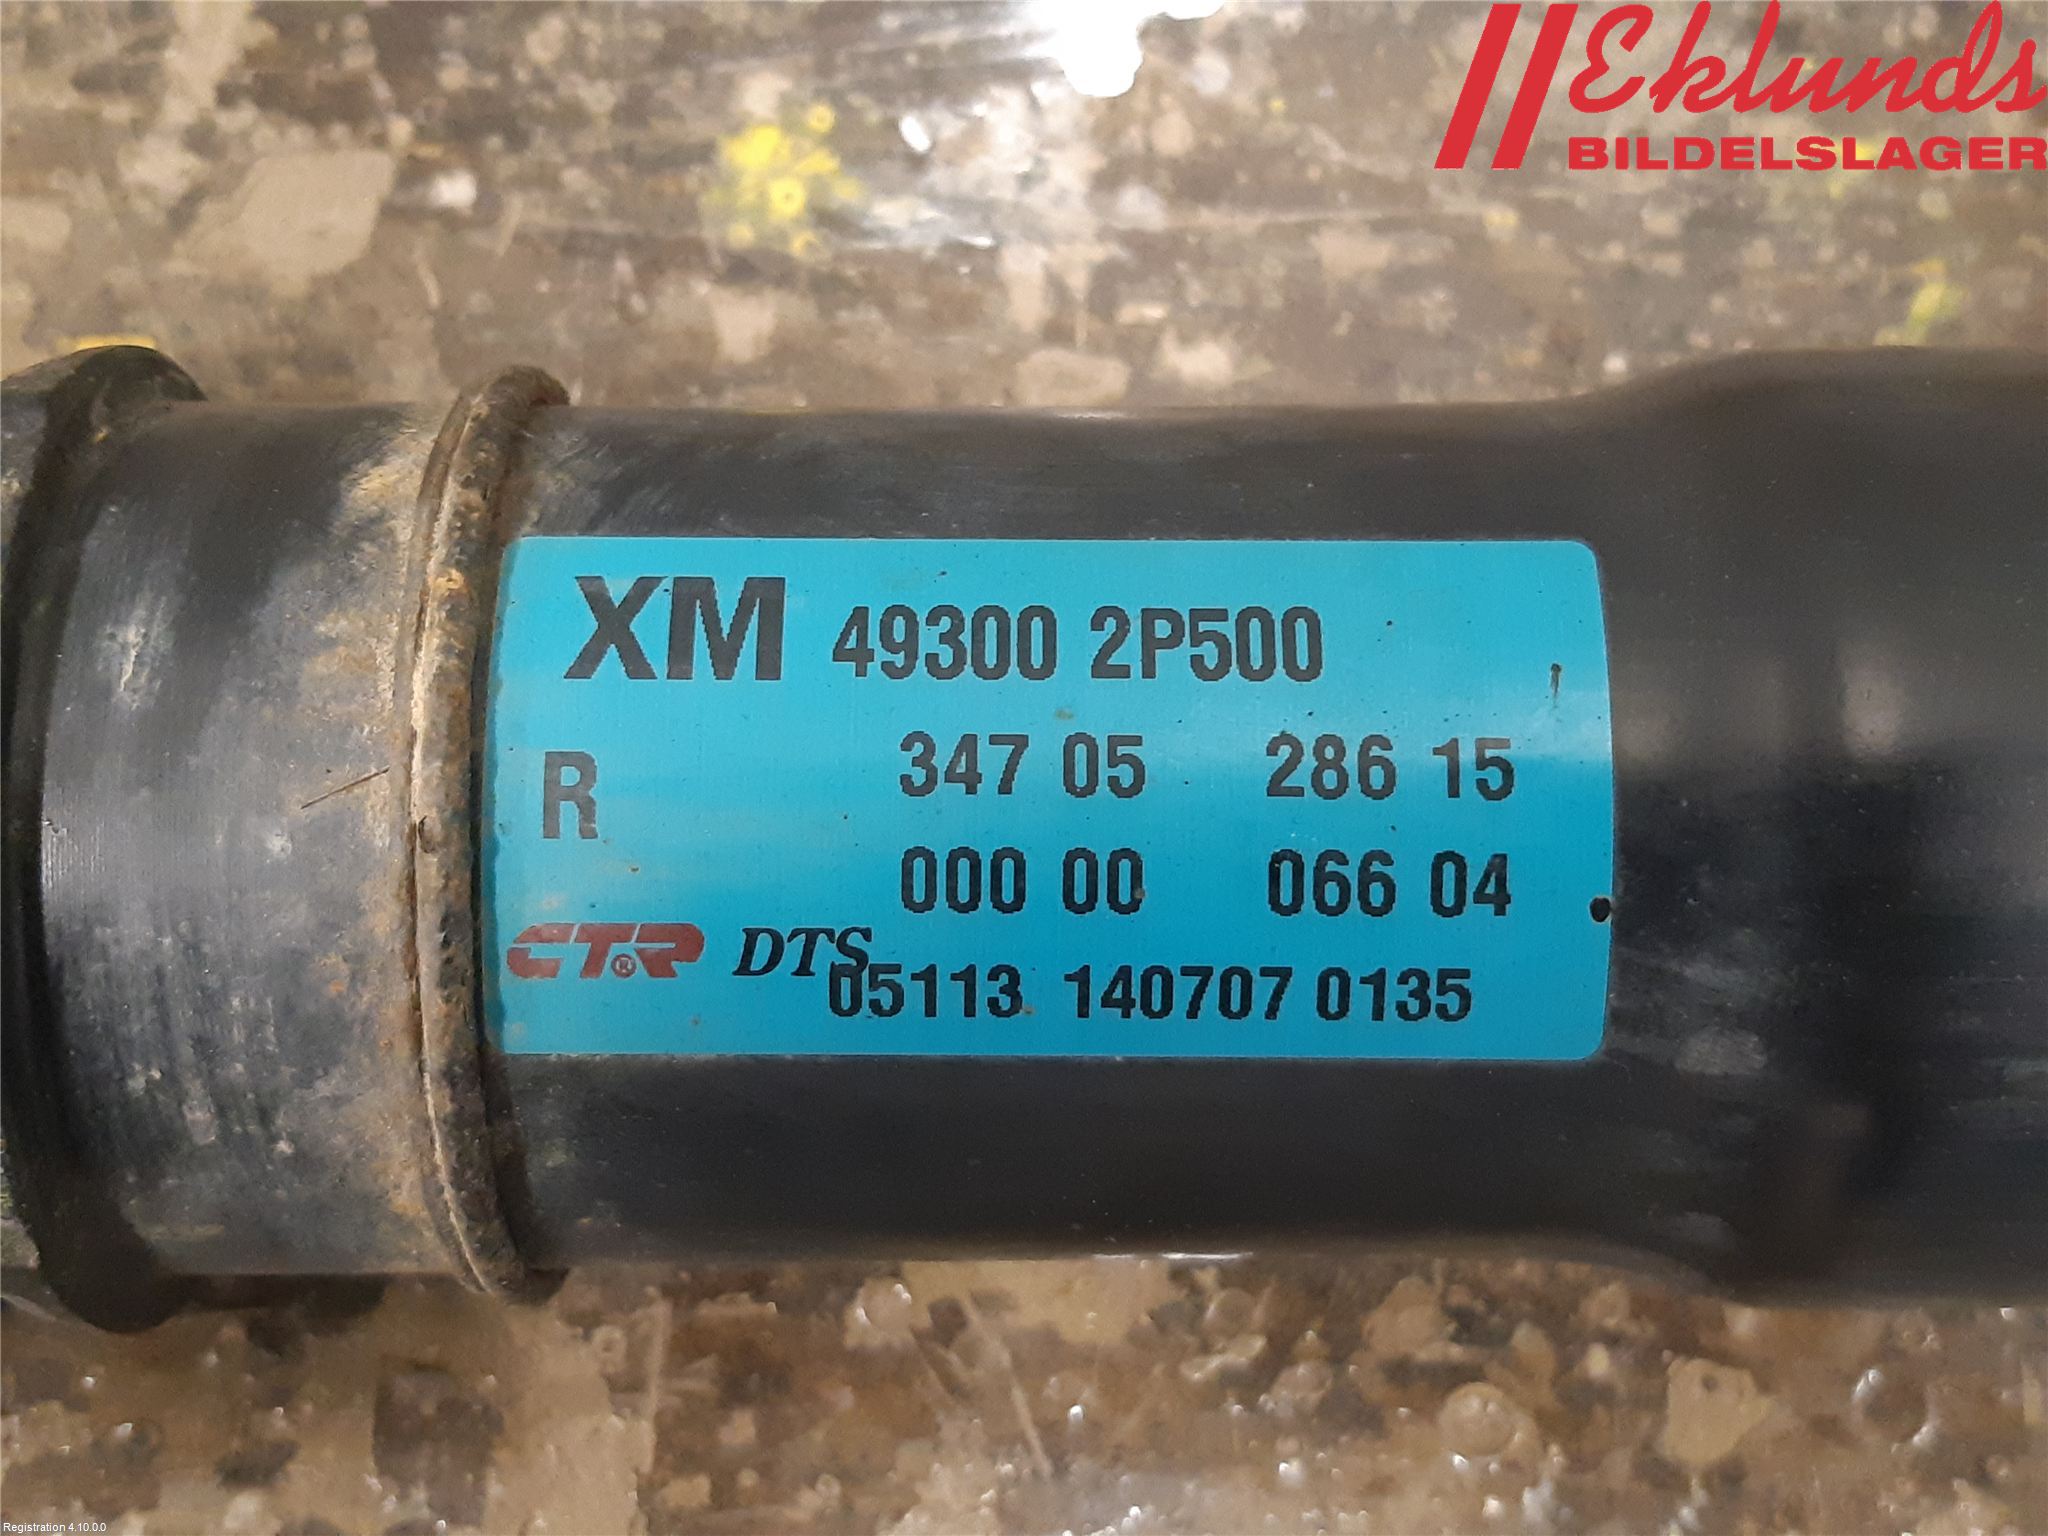 Eklunds
BILDELSLAGER
XM 49300 2P500
R 347 05 286 15
000 00 066 04
CTR® DTS
05113 140707 0135
Registration 4.10.0.0